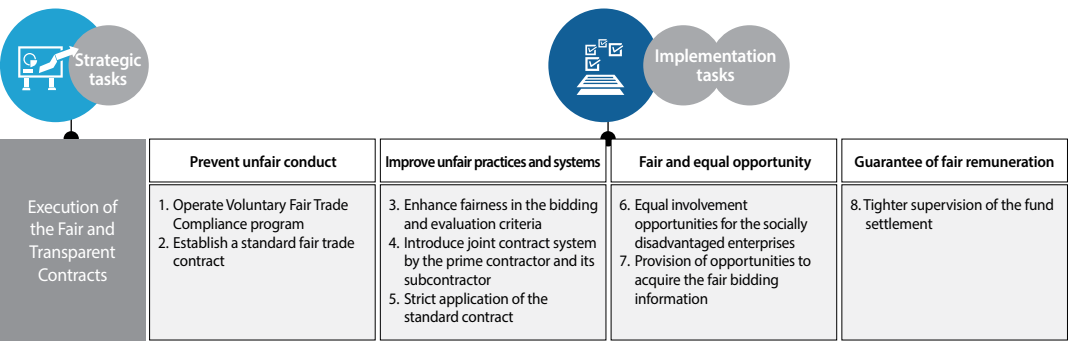 Strategic
tasks
Implementation
tasks
Execution of
the Fair and
Transparent
Contracts
Prevent unfair conduct
1. Operate Voluntary Fair Trade
Compliance program
2. Establish a standard fair trade
contract
Improve unfair practices and systems
3. Enhance fairness in the bidding
and evaluation criteria
4. Introduce joint contract system
by the prime contractor and its
subcontractor
5. Strict application of the
standard contract
Fair and equal opportunity
6. Equal involvement
opportunities for the socially
disadvantaged enterprises
7. Provision of opportunities to
acquire the fair bidding
information
Guarantee of fair remuneration
8. Tighter supervision of the fund
settlement